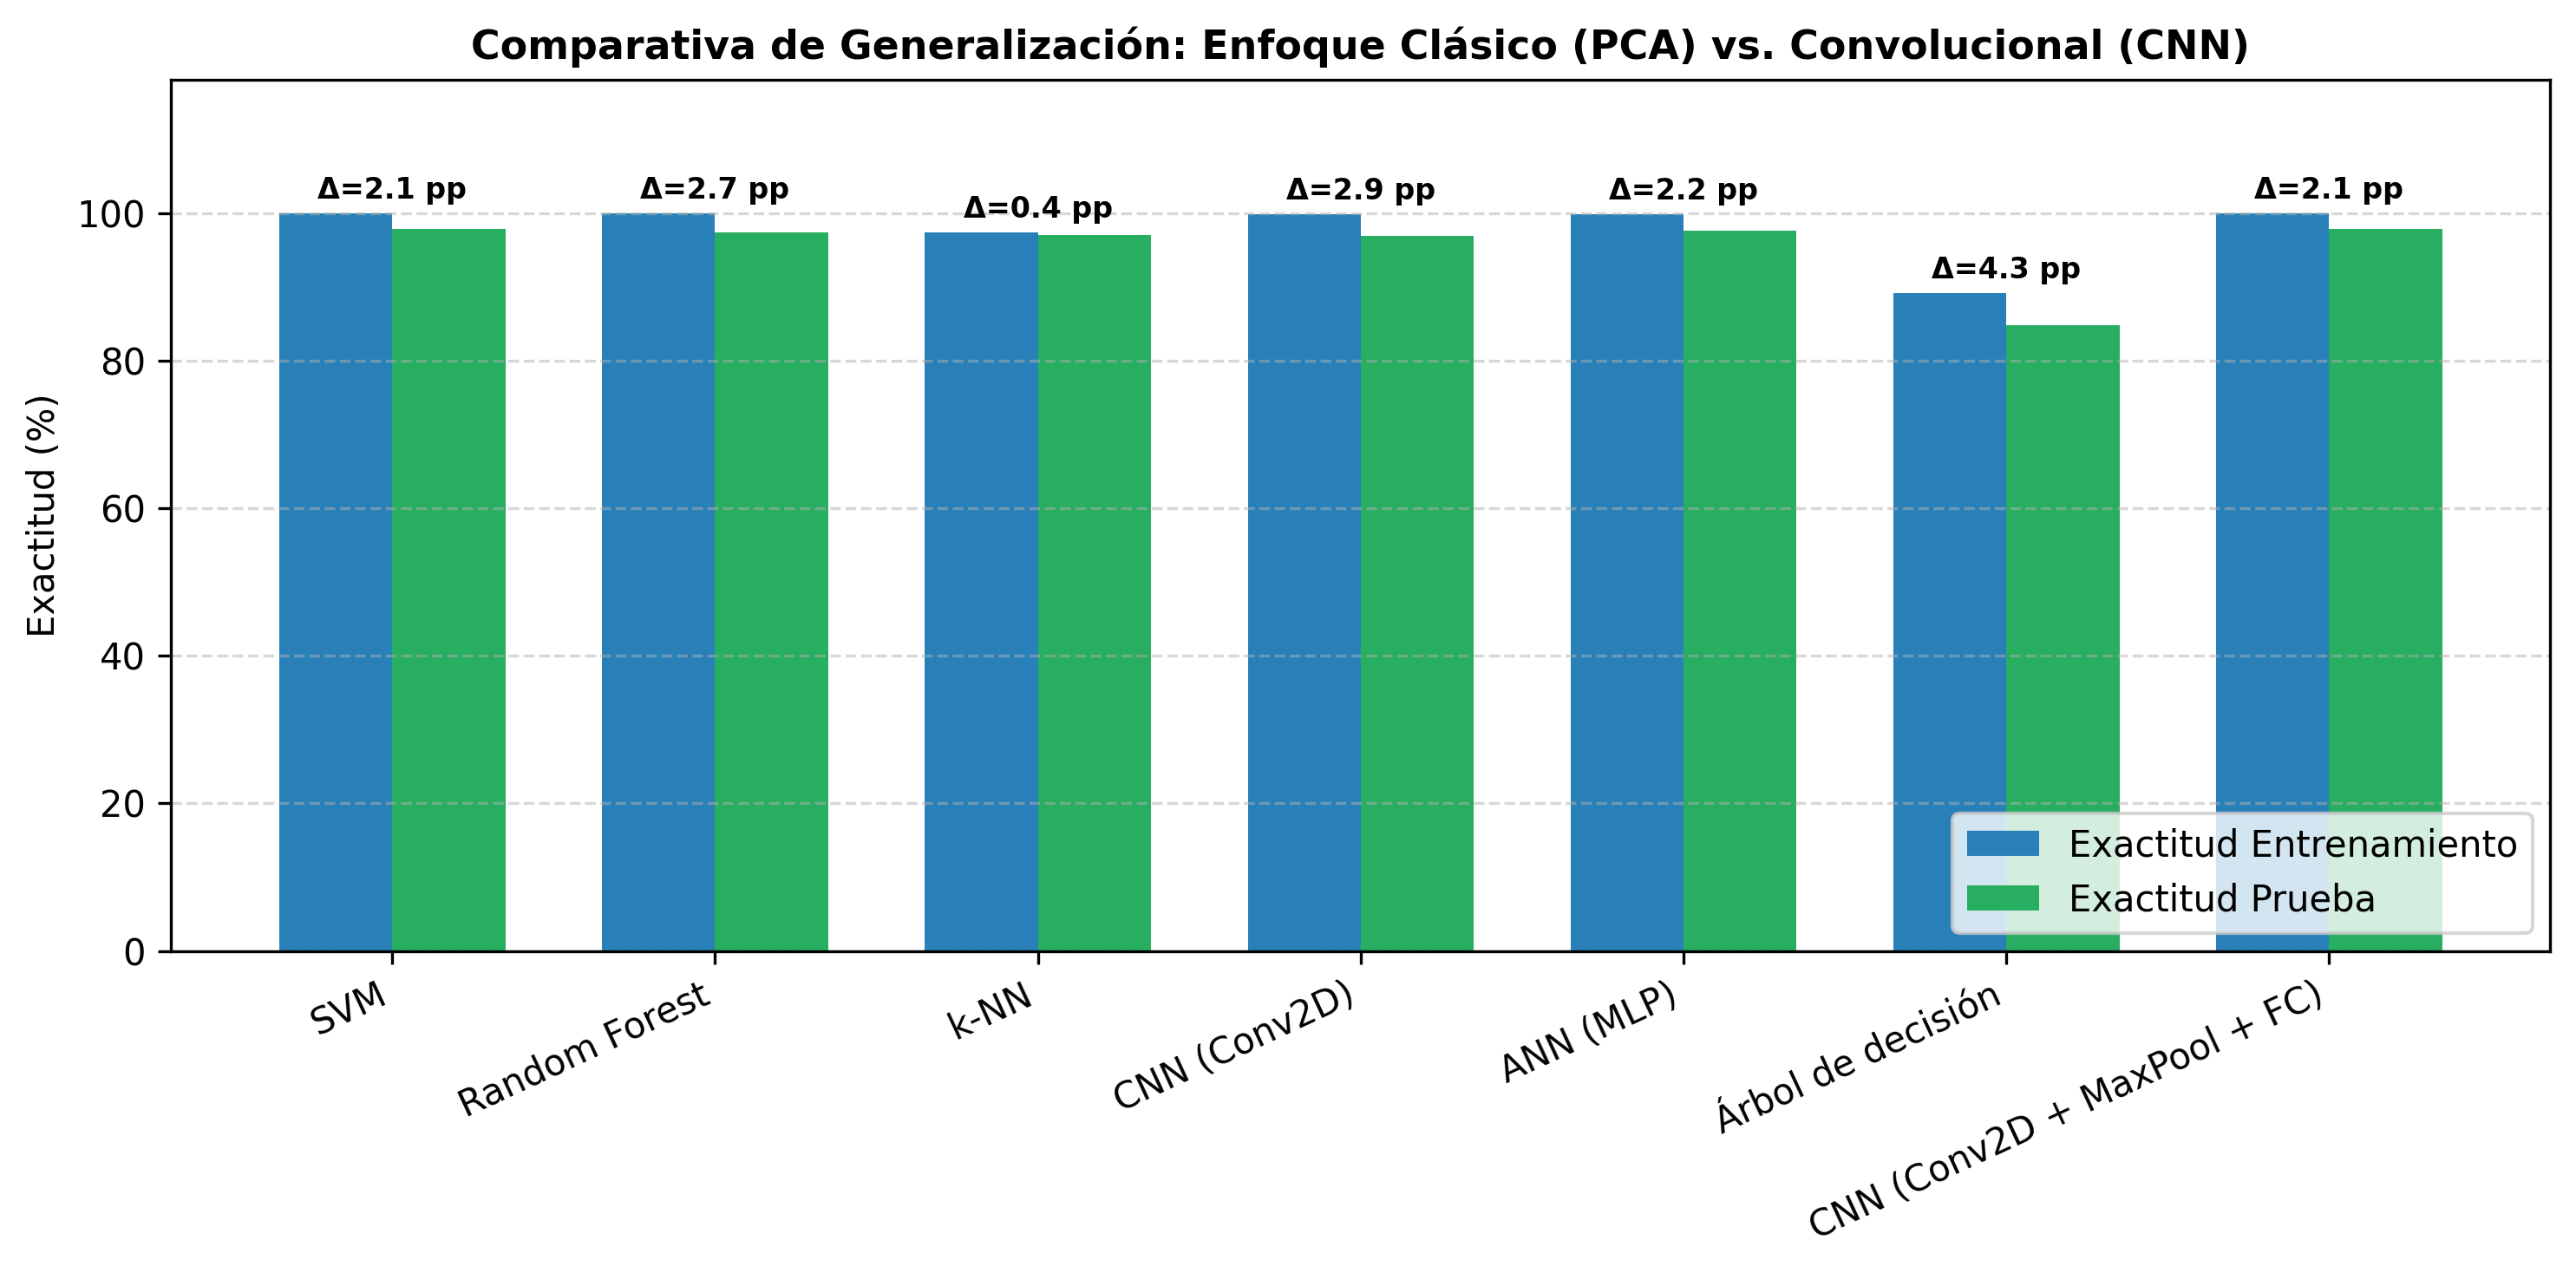 Comparativa de Generalización: Enfoque Clásico (PCA) vs. Convolucional (CNN)
Exactitud (%)
100
80
60
40
20
0
Δ=2.1 pp
Δ=2.7 pp
Δ=0.4 pp
Δ=2.9 pp
Δ=2.2 pp
Δ=4.3 pp
Δ=2.1 pp
Exactitud Entrenamiento
Exactitud Prueba
SVM
Random Forest
k-NN
CNN (Conv2D)
ANN (MLP)
Árbol de decisión
CNN (Conv2D + MaxPool + FC)